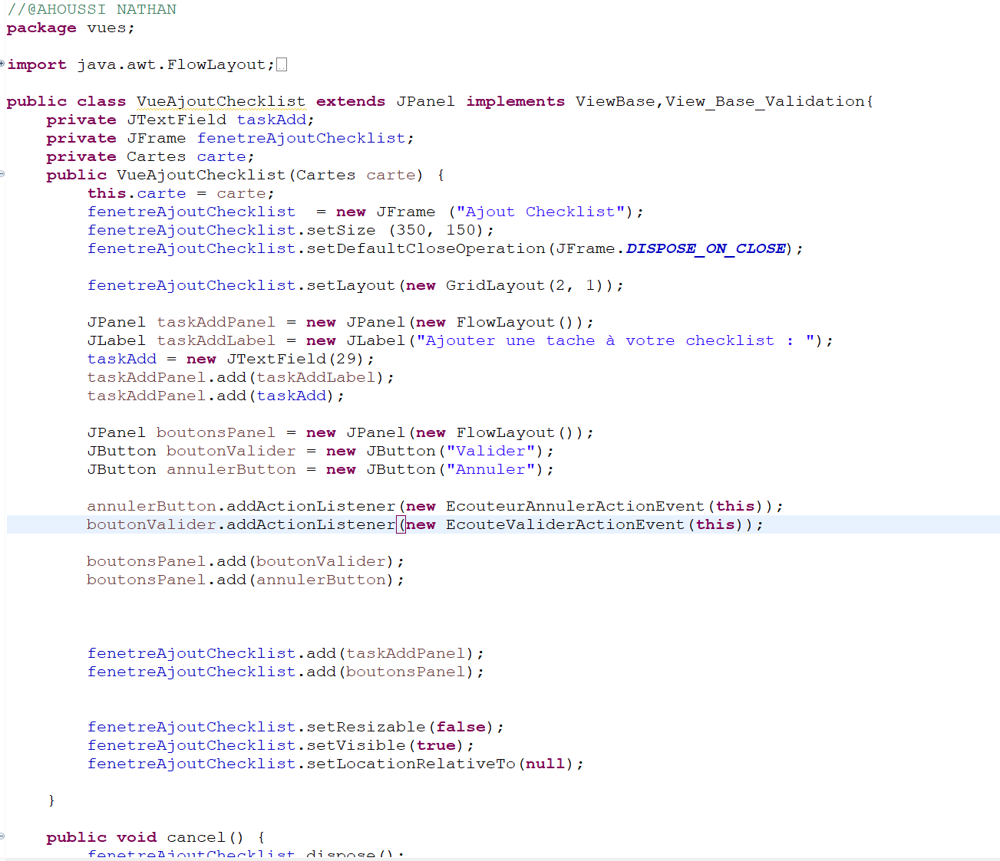 //@AHOUSSI NATHAN
package vues;
import java.awt.FlowLayout;
public class VueAjoutChecklist extends JPanel implements ViewBase,View_Base_Validation{
    private JTextField taskAdd;
    private JFrame fenetreAjoutChecklist;
    private Cartes carte;
    public VueAjoutChecklist(Cartes carte) {
        this.carte = carte;
        fenetreAjoutChecklist  = new JFrame ("Ajout Checklist");
        fenetreAjoutChecklist.setSize (350, 150);
        fenetreAjoutChecklist.setDefaultCloseOperation(JFrame.DISPOSE_ON_CLOSE);
        fenetreAjoutChecklist.setLayout(new GridLayout(2, 1));
        JPanel taskAddPanel = new JPanel(new FlowLayout());
        JLabel taskAddLabel = new JLabel("Ajouter une tache à votre checklist : ");
        taskAdd = new JTextField(29);
        taskAddPanel.add(taskAddLabel);
        taskAddPanel.add(taskAdd);
        JPanel boutonsPanel = new JPanel(new FlowLayout());
        JButton boutonValider = new JButton("Valider");
        JButton annulerButton = new JButton("Annuler");
        annulerButton.addActionListener(new EcouteurAnnulerActionEvent(this));
        boutonValider.addActionListener(new EcouteValiderActionEvent(this));
        boutonsPanel.add(boutonValider);
        boutonsPanel.add(annulerButton);
        fenetreAjoutChecklist.add(taskAddPanel);
        fenetreAjoutChecklist.add(boutonsPanel);
        fenetreAjoutChecklist.setResizable(false);
        fenetreAjoutChecklist.setVisible(true);
        fenetreAjoutChecklist.setLocationRelativeTo(null);
    }
    public void cancel() {
        fenetreAjoutChecklist.dispose();